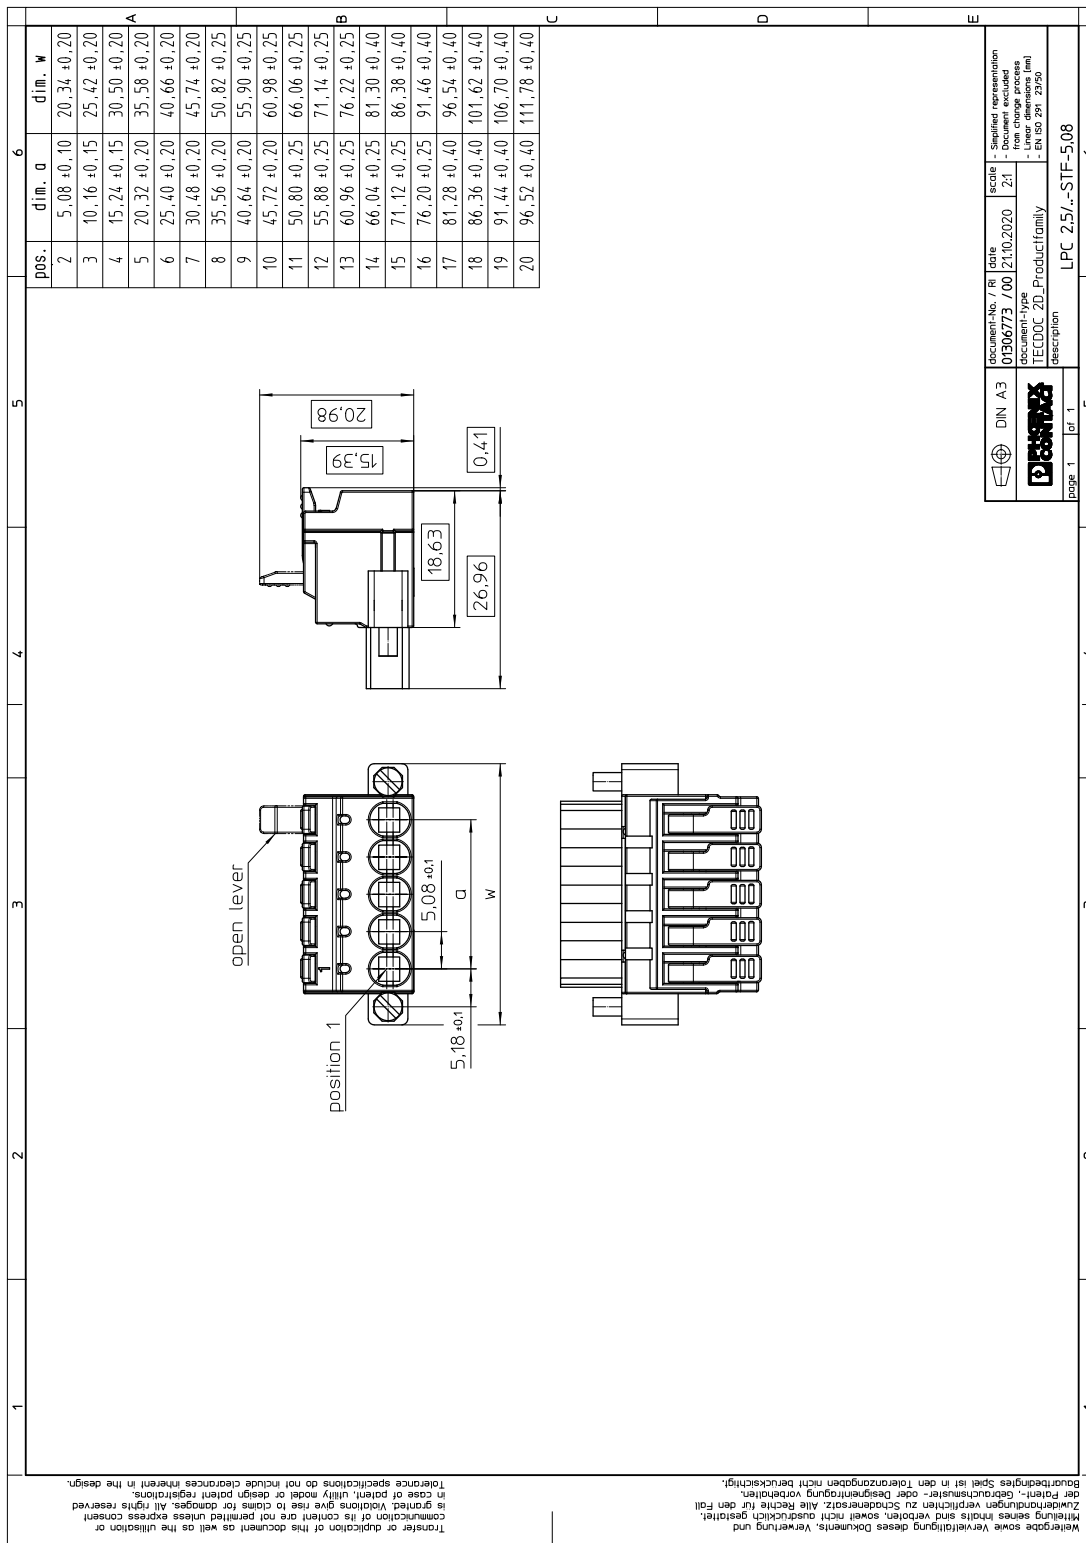 1 2 3 4 5 6
A
B
C
D
E
pos. dim. a dim. w
2 5,08 ±0,10 20,34 ±0,20
3 10,16 ±0,15 25,42 ±0,20
4 15,24 ±0,15 30,50 ±0,20
5 20,32 ±0,20 35,58 ±0,20
6 25,40 ±0,20 40,66 ±0,20
7 30,48 ±0,20 45,74 ±0,20
8 35,56 ±0,20 50,82 ±0,25
9 40,64 ±0,20 55,90 ±0,25
10 45,72 ±0,20 60,98 ±0,25
11 50,80 ±0,25 66,06 ±0,25
12 55,88 ±0,25 71,14 ±0,25
13 60,96 ±0,25 76,22 ±0,25
14 66,04 ±0,25 81,30 ±0,40
15 71,12 ±0,25 86,38 ±0,40
16 76,20 ±0,25 91,46 ±0,40
17 81,28 ±0,40 96,54 ±0,40
18 86,36 ±0,40 101,62 ±0,40
19 91,44 ±0,40 106,70 ±0,40
20 96,52 ±0,40 111,78 ±0,40
open lever
position 1
1
5,08 ±0,1
a
w
5,18 ±0,1
20,98
15,39
18,63
26,96
0,41
DIN A3
PHOENIX
CONTACT
page 1 of 1
document-No. / RI
01306773 /00
date
21.10.2020
scale
2:1
- Simplified representation
- Document excluded
from change process
- Linear dimensions [mm]
- EN ISO 291 23/50
document-type
TECDOC 2D_Productfamily
description
LPC 2,5/..-STF-5,08
Transfer or duplication of this document as well as the utilisation or
communication of its content are not permitted unless express consent
is granted. Violations give rise to claims for damages. All rights reserved
in case of patent, utility model or design patent registrations.
Tolerance specifications do not include clearances inherent in the design.
Weitergabe sowie Vervielfältigung dieses Dokuments, Verwertung und
Mitteilung seines Inhalts sind verboten, soweit nicht ausdrücklich gestattet.
Zuwiderhandlungen verpflichten zu Schadenersatz. Alle Rechte für den Fall
der Patent-, Gebrauchsmuster- oder Designeintragung vorbehalten.
Bauartbedingtes Spiel ist in den Toleranzangaben nicht berücksichtigt.